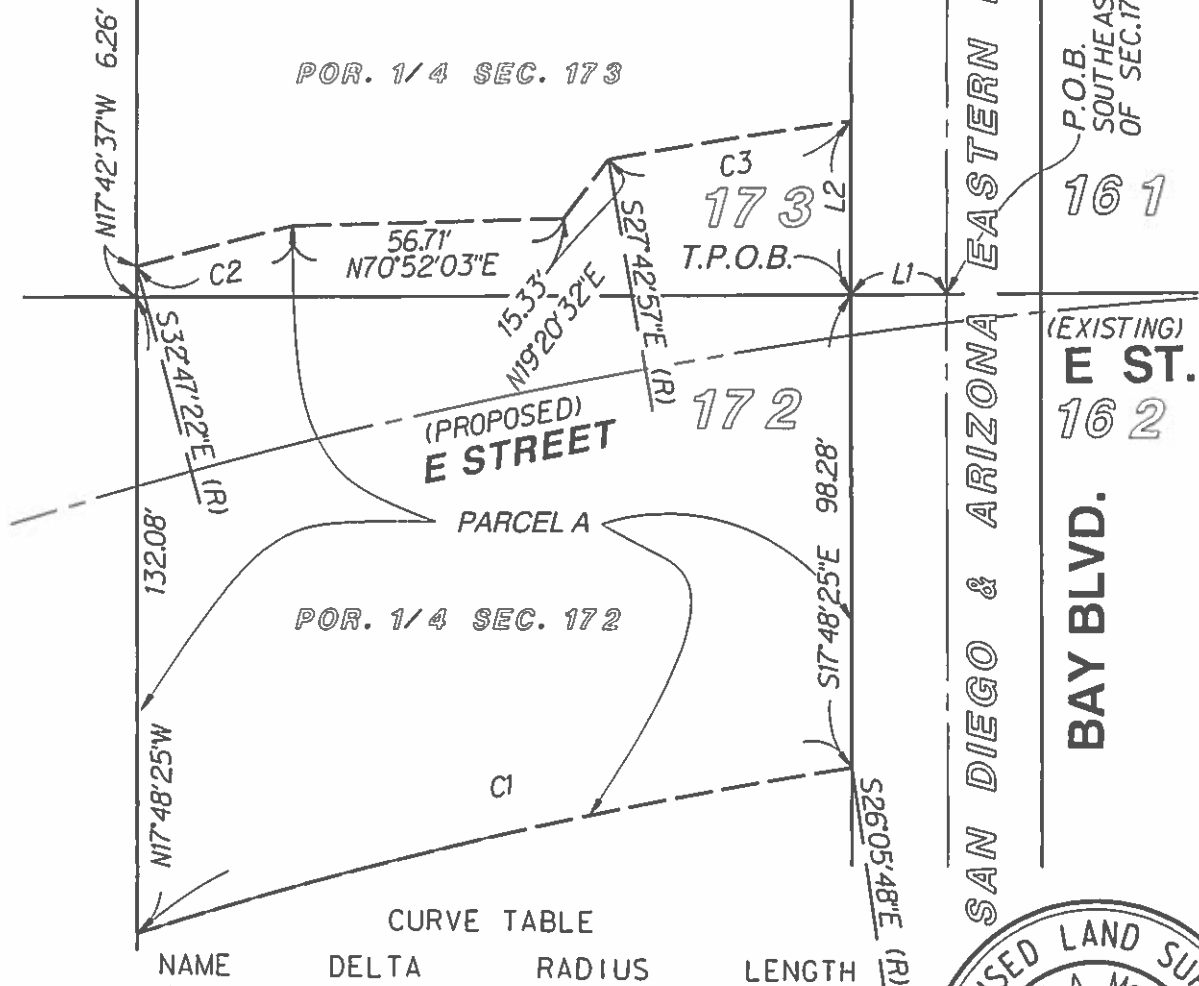 N17°42'37"W 6.26'
POR. 1/4 SEC. 173
P.O.B.
SOUTHEAS
OF SEC.17
161
C3
173
L2
T.P.O.B.
L1
56.71'
N70°52'03"E
C2
15.33'
N19°20'32"E
S27°42'57"E (R)
S32°47'22"E (R)
(EXISTING)
E ST.
162
172
(PROPOSED)
E STREET
PARCEL A
132.08'
N17°48'25"W
POR. 1/4 SEC. 172
S17°48'25"E 98.28'
SAN DIEGO & ARIZONA EASTERN
BAY BLVD.
C1
S26°05'48"E (R)
CURVE TABLE
NAME DELTA RADIUS LENGTH
LAND